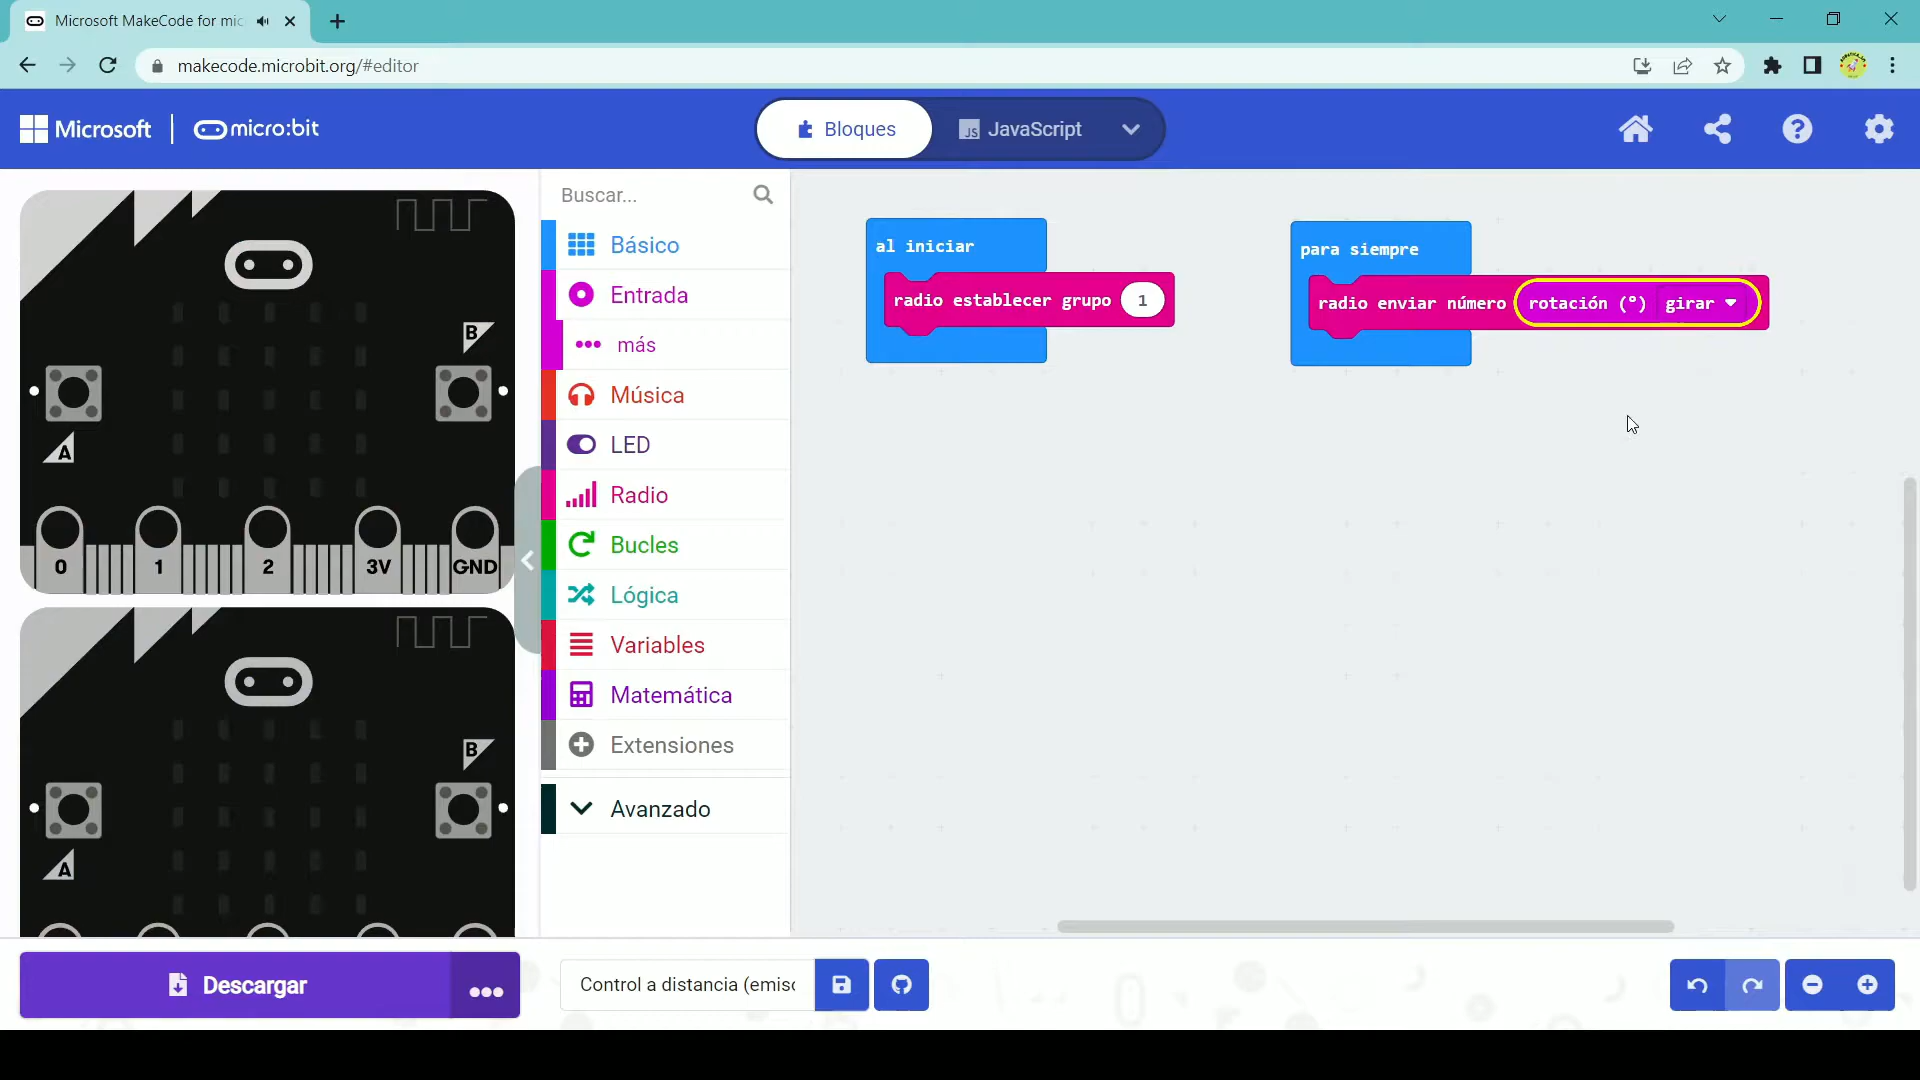 Microsoft MakeCode for mic
makecode.microbit.org/#editor
Microsoft
micro:bit
Bloques
JS JavaScript
Buscar...
Básico
Entrada
más
Música
LED
Radio
Bucles
Lógica
Variables
Matemática
Extensiones
Avanzado
B
A
0 1 2 3V GND
B
A
al iniciar
radio establecer grupo 1
para siempre
radio enviar número rotación (°) girar
Descargar
Control a distancia (emisc